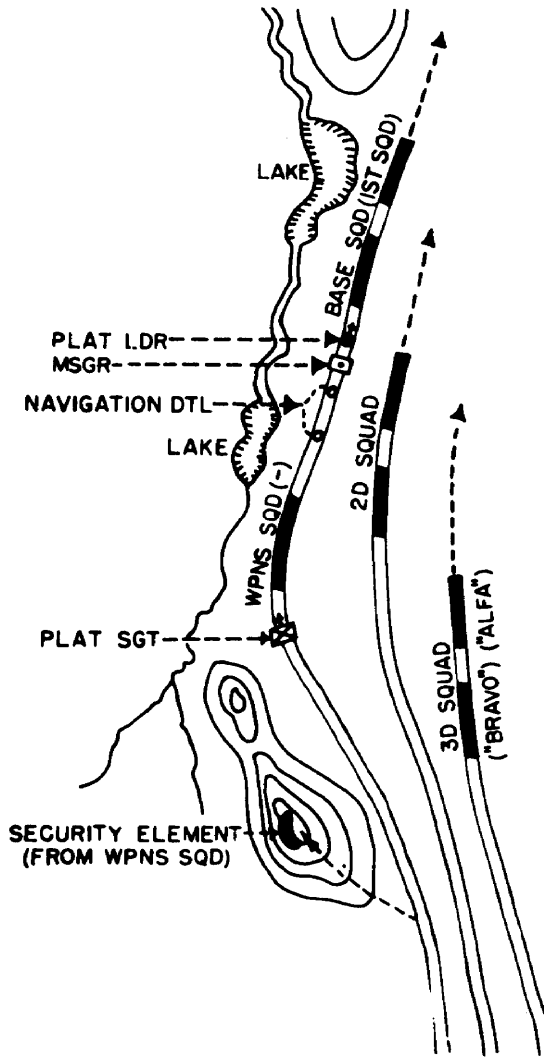 LAKE
BASE SQD (1ST SQD)
PLAT LDR
MSGR
NAVIGATION DTL
LAKE
2D SQUAD
WPNS SQD (-)
3D SQUAD
("BRAVO") ("ALFA")
PLAT SGT
SECURITY ELEMENT
(FROM WPNS SQD)